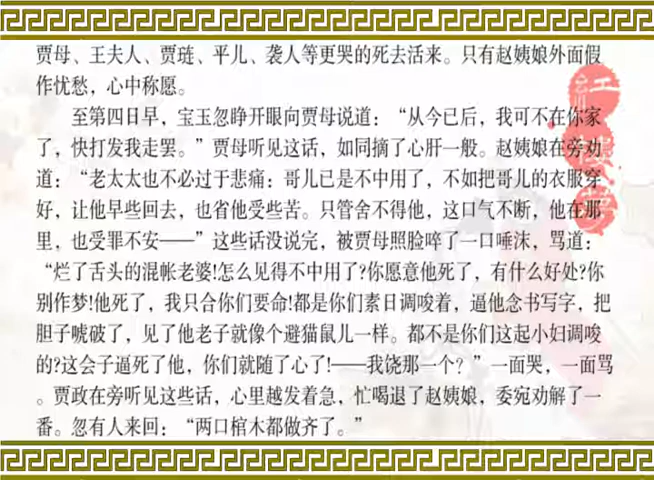 贾母、王夫人、贾琏、平儿、袭人等更哭的死去活来。只有赵姨娘外面假
作忧愁，心中称愿。
至第四日早，宝玉忽睁开眼向贾母说道：“从今已后，我可不在你家
了，快打发我走罢。”贾母听见这话，如同摘了心肝一般。赵姨娘在旁劝
道：“老太太也不必过于悲痛：哥儿已是不中用了，不如把哥儿的衣服穿
好，让他早些回去，也省他受些苦。只管舍不得他，这口气不断，他在那
里，也受罪不安——”这些话没说完，被贾母照脸啐了一口唾沫，骂道：
“烂了舌头的混帐老婆!怎么见得不中用了?你愿意他死了，有什么好处?你
别作梦!他死了，我只合你们要命!都是你们素日调唆着，逼他念书写字，把
胆子唬破了，见了他老子就像个避猫鼠儿一样。都不是你们这起小妇调唆
的?这会子逼死了他，你们就随了心了!——我饶那一个？”一面哭，一面骂
。贾政在旁听见这些话，心里越发着急，忙喝退了赵姨娘，委宛劝解了一
番。忽有人来回：“两口棺木都做齐了。”
红楼梦